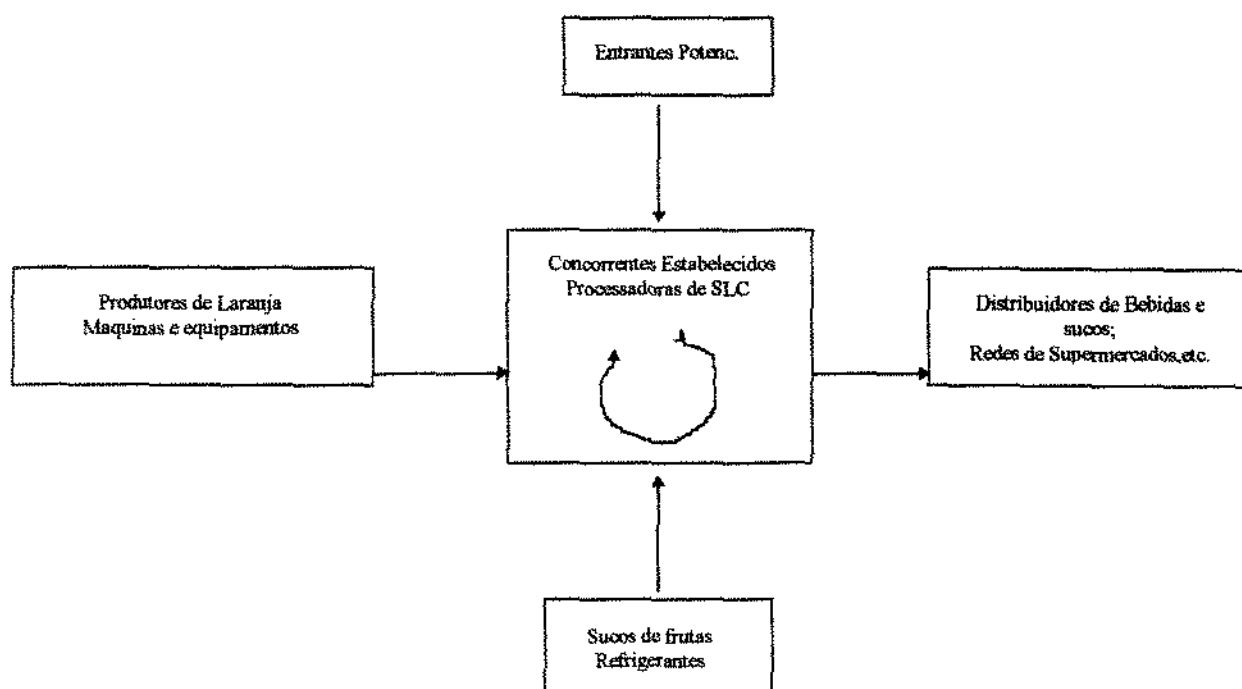 Entrantes Potenc.
Concorrentes Estabelecidos
Processadoras de SLC
Produtores de Laranja
Maquinas e equipamentos
Distribuidores de Bebidas e
sucos;
Redes de Supermercados,etc.
Sucos de frutas
Refrigerantes